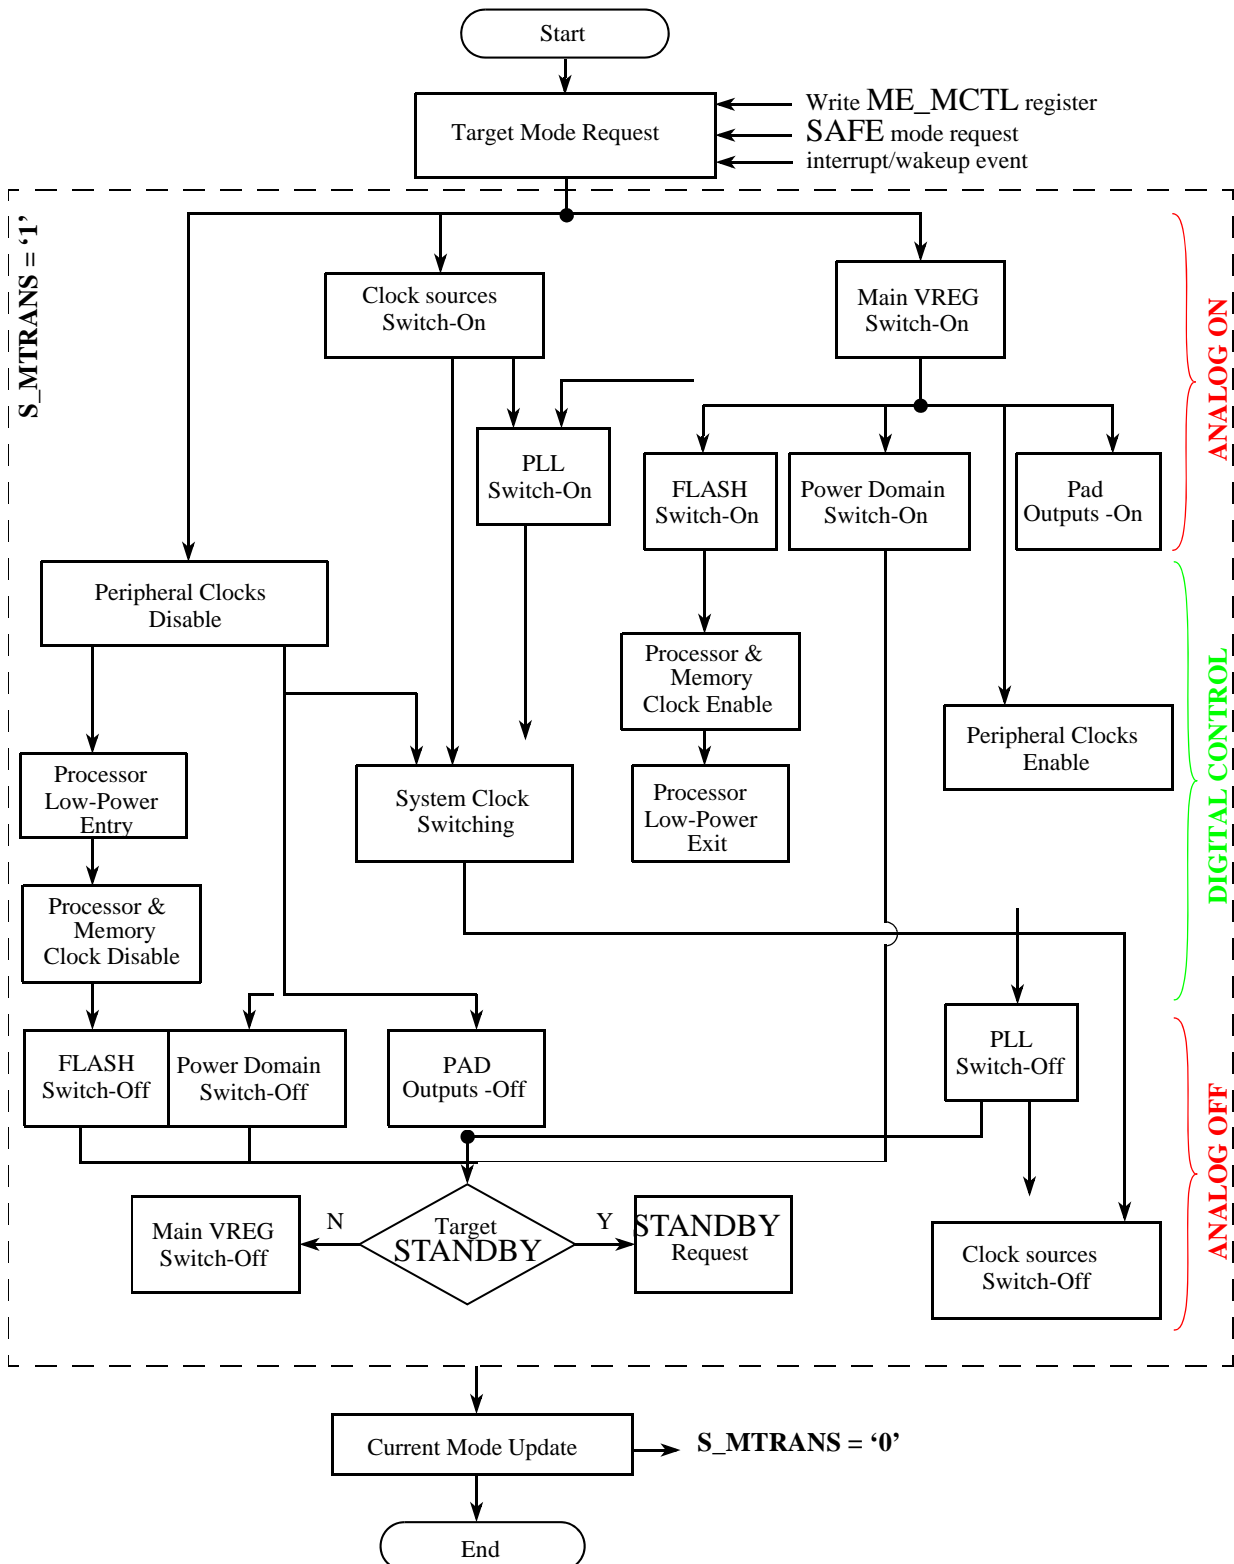 Start
Target Mode Request
Write ME_MCTL register
SAFE mode request
interrupt/wakeup event
S_MTRANS = ‘1’
ANALOG ON
Clock sources
Switch-On
Main VREG
Switch-On
PLL
Switch-On
FLASH
Switch-On
Power Domain
Switch-On
Pad
Outputs -On
DIGITAL CONTROL
Peripheral Clocks
Disable
Processor &
Memory
Clock Enable
Peripheral Clocks
Enable
Processor
Low-Power
Entry
System Clock
Switching
Processor
Low-Power
Exit
Processor &
Memory
Clock Disable
ANALOG OFF
FLASH
Switch-Off
Power Domain
Switch-Off
PAD
Outputs -Off
PLL
Switch-Off
Main VREG
Switch-Off
N
Target
STANDBY
Y
STANDBY
Request
Clock sources
Switch-Off
Current Mode Update
S_MTRANS = ‘0’
End